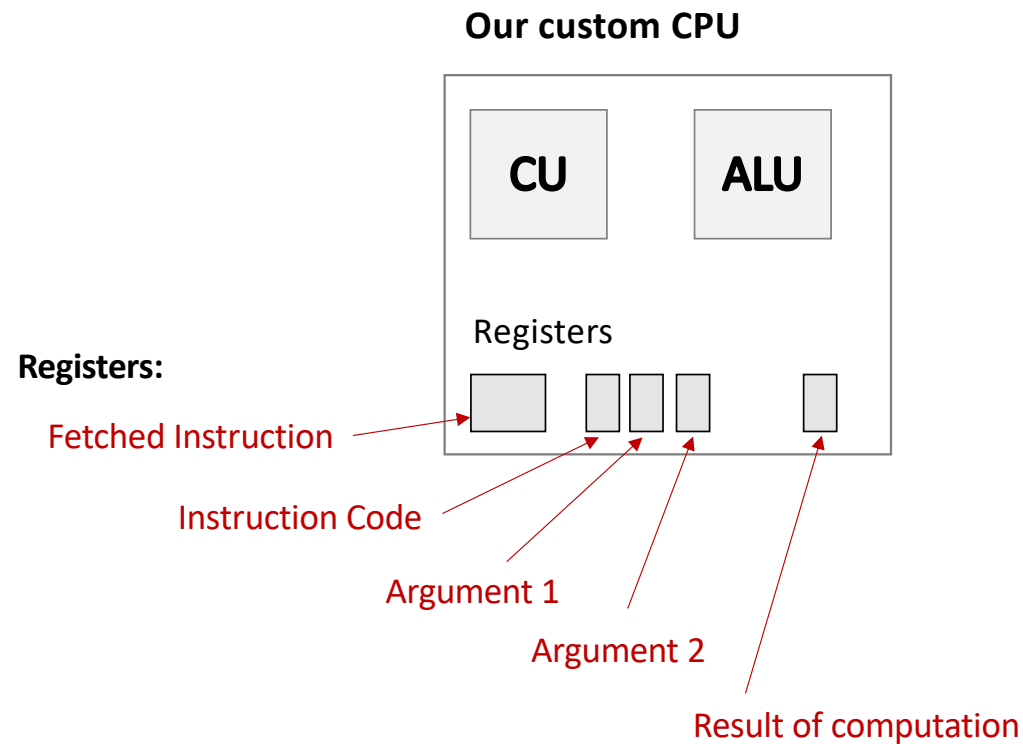 Our custom CPU
CU
ALU
Registers
Registers:
Fetched Instruction
Instruction Code
Argument 1
Argument 2
Result of computation